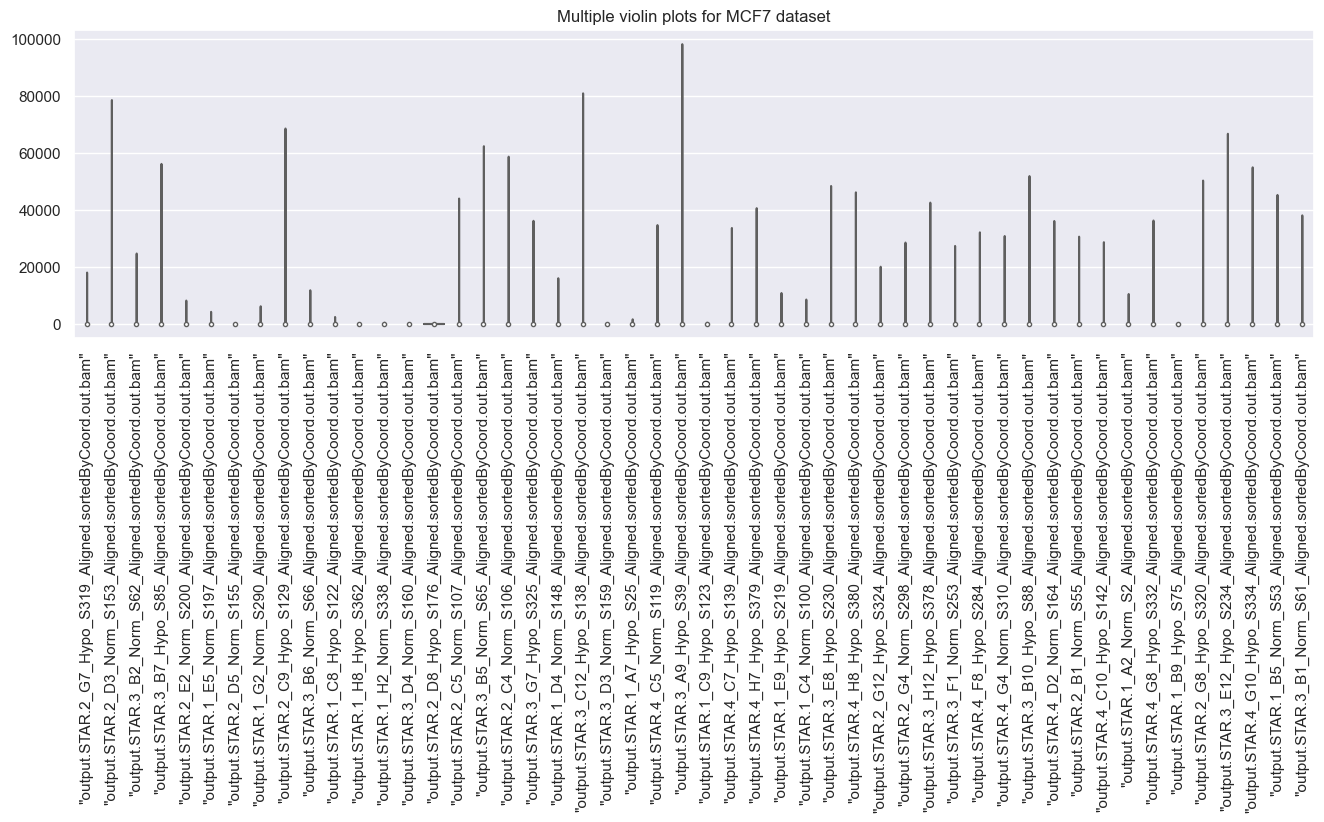 Multiple violin plots for MCF7 dataset
100000
80000
60000
40000
20000
0
"output.STAR.2_G7_Hypo_S319_Aligned.sortedByCoord.out.bam"
"output.STAR.2_D3_Norm_S153_Aligned.sortedByCoord.out.bam"
"output.STAR.3_B2_Norm_S62_Aligned.sortedByCoord.out.bam"
"output.STAR.3_B7_Hypo_S85_Aligned.sortedByCoord.out.bam"
"output.STAR.2_E2_Norm_S200_Aligned.sortedByCoord.out.bam"
"output.STAR.1_E5_Norm_S197_Aligned.sortedByCoord.out.bam"
"output.STAR.2_D5_Norm_S155_Aligned.sortedByCoord.out.bam"
"output.STAR.1_G2_Norm_S290_Aligned.sortedByCoord.out.bam"
"output.STAR.2_C9_Hypo_S129_Aligned.sortedByCoord.out.bam"
"output.STAR.3_B6_Norm_S66_Aligned.sortedByCoord.out.bam"
"output.STAR.1_C8_Hypo_S122_Aligned.sortedByCoord.out.bam"
"output.STAR.1_H8_Hypo_S362_Aligned.sortedByCoord.out.bam"
"output.STAR.1_H2_Norm_S338_Aligned.sortedByCoord.out.bam"
"output.STAR.3_D4_Norm_S160_Aligned.sortedByCoord.out.bam"
"output.STAR.2_D8_Hypo_S176_Aligned.sortedByCoord.out.bam"
"output.STAR.2_C5_Norm_S107_Aligned.sortedByCoord.out.bam"
"output.STAR.3_B5_Norm_S65_Aligned.sortedByCoord.out.bam"
"output.STAR.2_C4_Norm_S106_Aligned.sortedByCoord.out.bam"
"output.STAR.3_G7_Hypo_S325_Aligned.sortedByCoord.out.bam"
"output.STAR.1_D4_Norm_S148_Aligned.sortedByCoord.out.bam"
"output.STAR.3_C12_Hypo_S138_Aligned.sortedByCoord.out.bam"
"output.STAR.3_D3_Norm_S159_Aligned.sortedByCoord.out.bam"
"output.STAR.1_A7_Hypo_S25_Aligned.sortedByCoord.out.bam"
"output.STAR.4_C5_Norm_S119_Aligned.sortedByCoord.out.bam"
"output.STAR.3_A9_Hypo_S39_Aligned.sortedByCoord.out.bam"
"output.STAR.1_C9_Hypo_S123_Aligned.sortedByCoord.out.bam"
"output.STAR.4_C7_Hypo_S139_Aligned.sortedByCoord.out.bam"
"output.STAR.4_H7_Hypo_S379_Aligned.sortedByCoord.out.bam"
"output.STAR.1_E9_Hypo_S219_Aligned.sortedByCoord.out.bam"
"output.STAR.1_C4_Norm_S100_Aligned.sortedByCoord.out.bam"
"output.STAR.3_E8_Hypo_S230_Aligned.sortedByCoord.out.bam"
"output.STAR.4_H8_Hypo_S380_Aligned.sortedByCoord.out.bam"
"output.STAR.2_G12_Hypo_S324_Aligned.sortedByCoord.out.bam"
"output.STAR.2_G4_Norm_S298_Aligned.sortedByCoord.out.bam"
"output.STAR.3_H12_Hypo_S378_Aligned.sortedByCoord.out.bam"
"output.STAR.3_F1_Norm_S253_Aligned.sortedByCoord.out.bam"
"output.STAR.4_F8_Hypo_S284_Aligned.sortedByCoord.out.bam"
"output.STAR.4_G4_Norm_S310_Aligned.sortedByCoord.out.bam"
"output.STAR.3_B10_Hypo_S88_Aligned.sortedByCoord.out.bam"
"output.STAR.4_D2_Norm_S164_Aligned.sortedByCoord.out.bam"
"output.STAR.2_B1_Norm_S55_Aligned.sortedByCoord.out.bam"
"output.STAR.4_C10_Hypo_S142_Aligned.sortedByCoord.out.bam"
"output.STAR.1_A2_Norm_S2_Aligned.sortedByCoord.out.bam"
"output.STAR.4_G8_Hypo_S332_Aligned.sortedByCoord.out.bam"
"output.STAR.1_B9_Hypo_S75_Aligned.sortedByCoord.out.bam"
"output.STAR.2_G8_Hypo_S320_Aligned.sortedByCoord.out.bam"
"output.STAR.3_E12_Hypo_S234_Aligned.sortedByCoord.out.bam"
"output.STAR.4_G10_Hypo_S334_Aligned.sortedByCoord.out.bam"
"output.STAR.1_B5_Norm_S53_Aligned.sortedByCoord.out.bam"
"output.STAR.3_B1_Norm_S61_Aligned.sortedByCoord.out.bam"